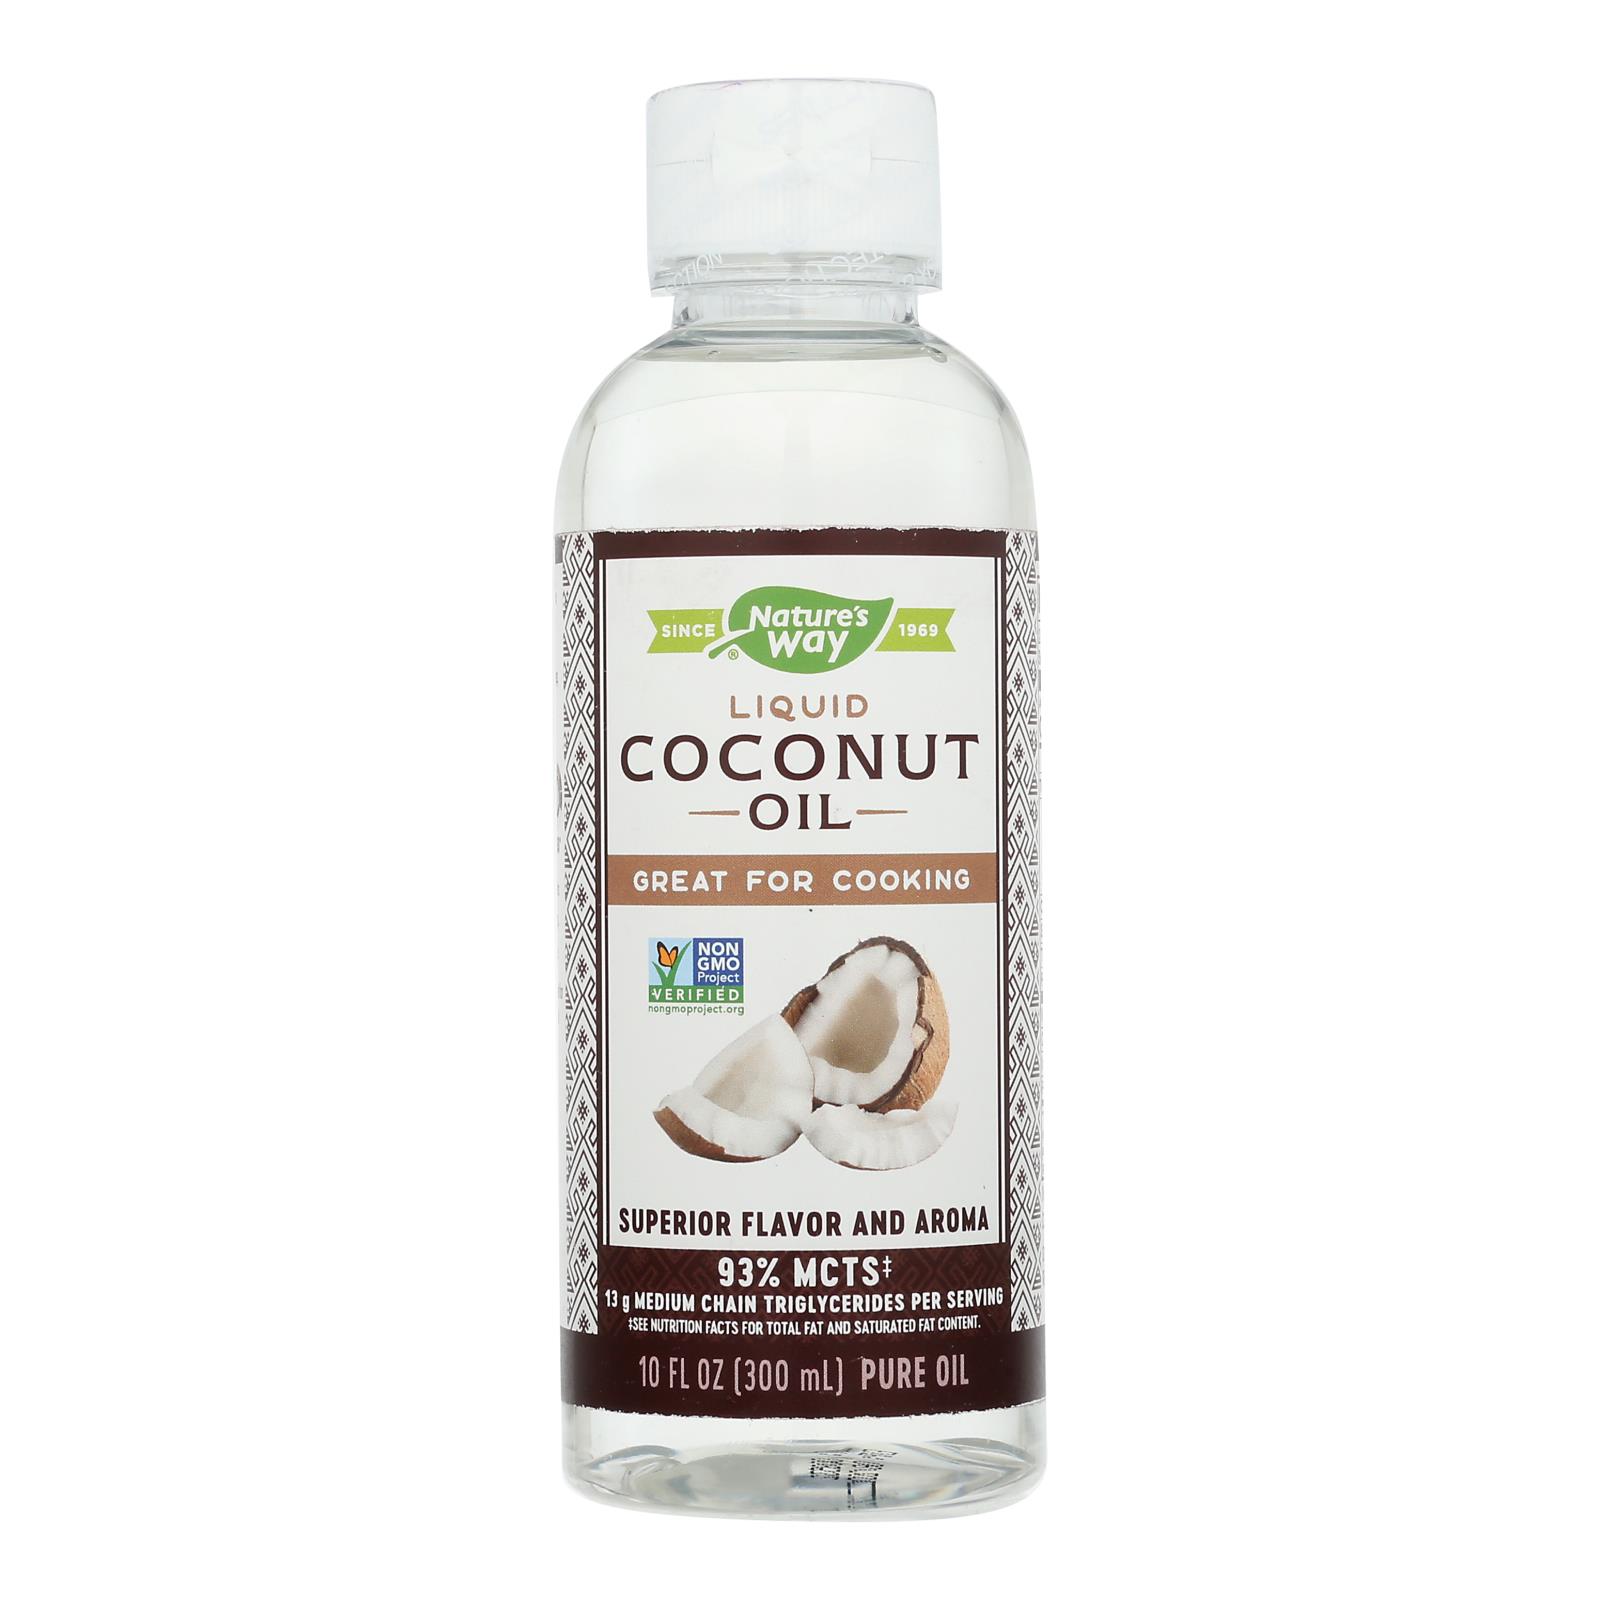 Nature's
SINCE Way 1969
®
LIQUID
COCONUT
OIL
GREAT FOR COOKING
NON
GMO
Project
VERIFIED
nongmoproject.org
SUPERIOR FLAVOR AND AROMA
93% MCTS‡
13 g MEDIUM CHAIN TRIGLYCERIDES PER SERVING
‡SEE NUTRITION FACTS FOR TOTAL FAT AND SATURATED FAT CONTENT.
10 FL OZ (300 mL) PURE OIL